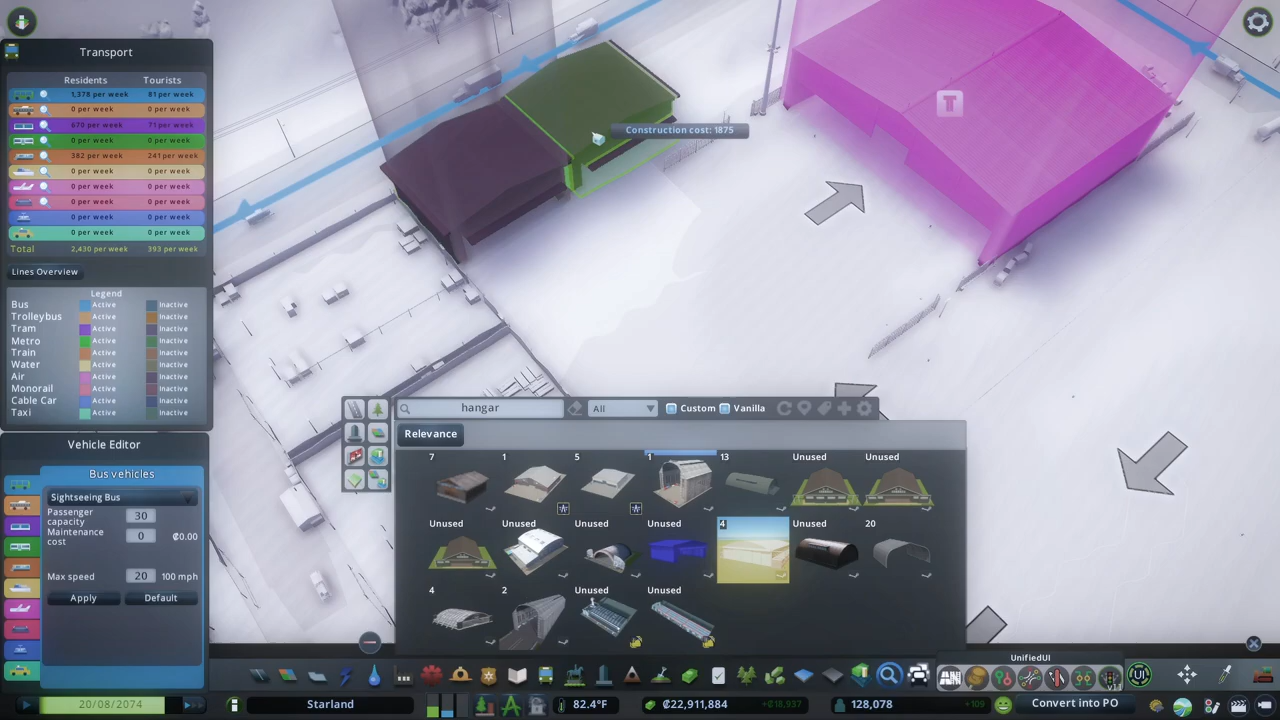 Transport
Residents Tourists
1,378 per week 81 per week
0 per week 0 per week
670 per week 71 per week
0 per week 0 per week
382 per week 241 per week
0 per week 0 per week
0 per week 0 per week
0 per week 0 per week
0 per week 0 per week
0 per week 0 per week
Total 2,430 per week 393 per week
Lines Overview
Legend
Bus Active Inactive
Trolleybus Active Inactive
Tram Active Inactive
Metro Active Inactive
Train Active Inactive
Water Active Inactive
Air Active Inactive
Monorail Active Inactive
Cable Car Active Inactive
Taxi Active Inactive
Vehicle Editor
Bus vehicles
Sightseeing Bus
Passenger capacity 30
Maintenance cost 0 ₡0.00
Max speed 20 100 mph
Apply Default
Construction cost: 1875
T
hangar All Custom Vanilla
Relevance
7 1 5 1 13 Unused Unused
Unused Unused Unused Unused 4 Unused 20
4 2 Unused Unused
UnifiedUI
20/08/2074 Starland 82.4°F ₡22,911,884 +₡18,937 128,078 +109 Convert into PO